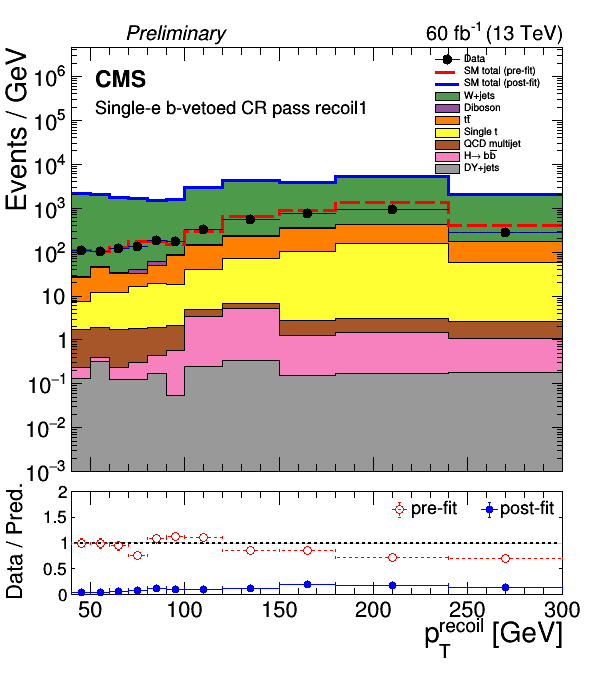 Preliminary 60 fb⁻¹ (13 TeV)
CMS
Single-e b-vetoed CR pass recoil1
Data
SM total (pre-fit)
SM total (post-fit)
W+jets
Diboson
tt̅
Single t
QCD multijet
H→ bb̅
DY+jets
Events / GeV
10⁶
10⁵
10⁴
10³
10²
10
1
10⁻¹
10⁻²
10⁻³
Data / Pred.
2
1.5
1
0.5
0
pre-fit post-fit
50 100 150 200 250 300
p_T^recoil [GeV]